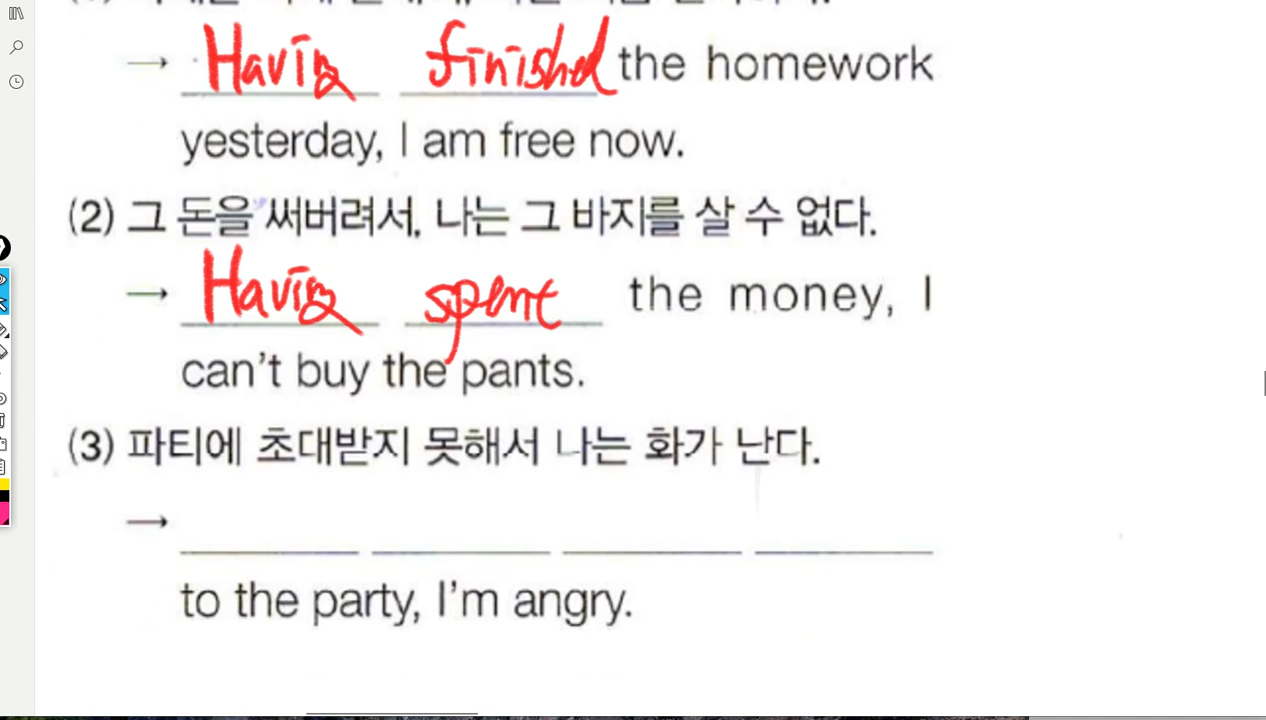 → Having finished the homework
yesterday, I am free now.
(2) 그 돈을 써버려서, 나는 그 바지를 살 수 없다.
→ Having spent the money, I
can't buy the pants.
(3) 파티에 초대받지 못해서 나는 화가 난다.
→
to the party, I'm angry.